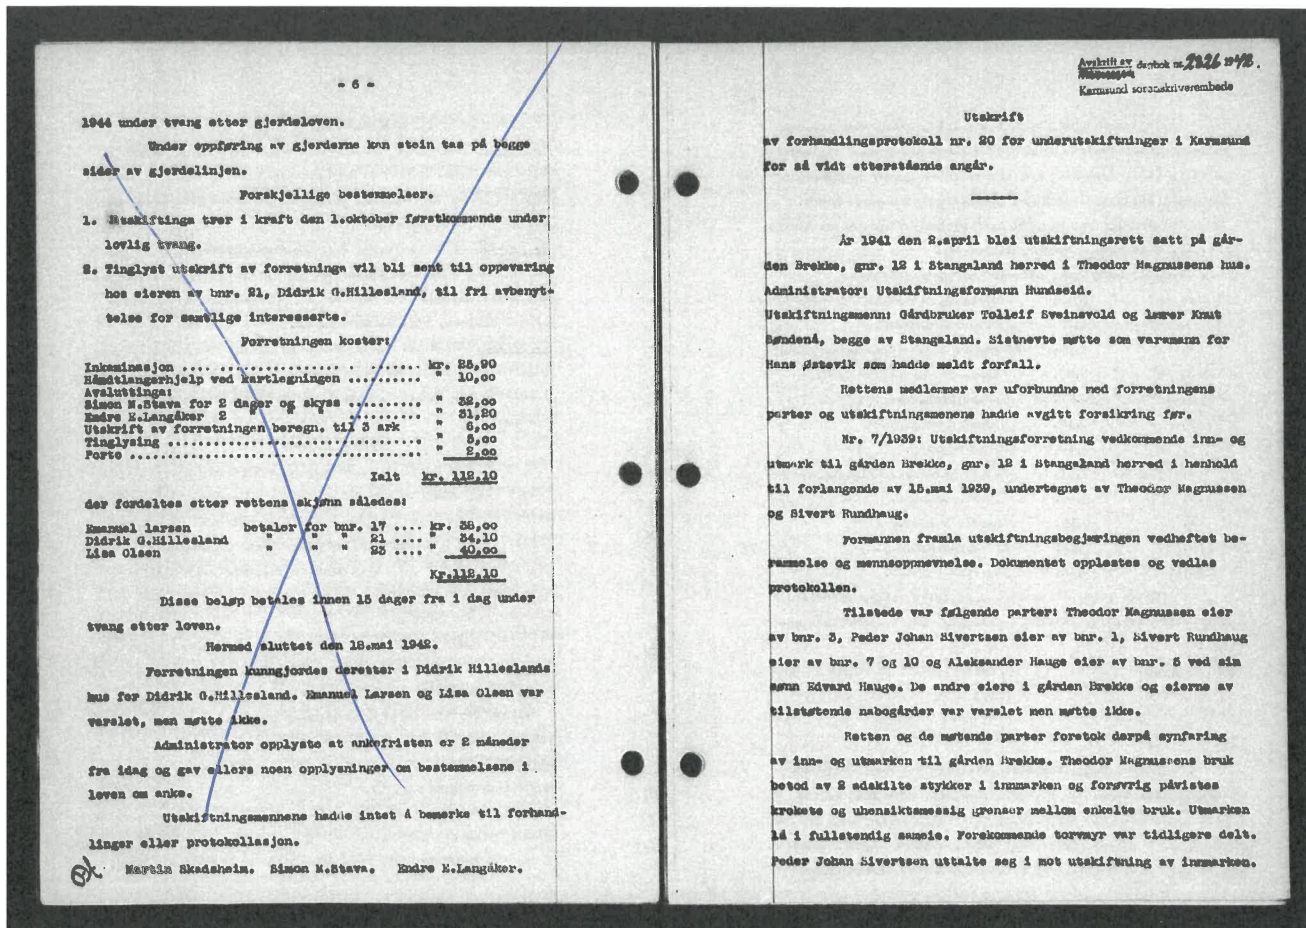 - 6 -
1944 under tvang etter gjerdeloven.
Under oppføring av gjerderne kan stein tas på begge
sider av gjerdelinjen.
Forskjellige bestemmelser.
1. Utskiftinga trer i kraft den 1.oktober førstkommende under
lovlig tvang.
2. Tinglyst utskrift av forretninga vil bli sent til oppevaring
hos eieren av bnr. 21, Didrik G.Hillesland, til fri avbenyt-
telse for samtlige interesserte.
Forretningen koster:
Inkaminasjon .... ................... . ...... kr. 25,90
Håndtlangerhjelp ved kartlegningen ......... " 10,00
Avsluttinga:
Simon M.Stava for 2 dager og skyss .......... " 32,00
Endre E.Langåker 2 " " " .......... " 31,20
Utskrift av forretningen beregn. til 3 ark " 6,00
Tinglysing ................................. " 5,00
Porto ...................................... " 2,00
Ialt kr. 112,10
der fordeltes etter rettens skjønn således:
Emanuel Larsen betaler for bnr. 17 .... kr. 38,00
Didrik G.Hillesland " " " 21 .... " 34,10
Lisa Olsen " " " 23 .... " 40,00
Kr.112,10
Disse beløp betales innen 15 dager fra i dag under
tvang etter loven.
Hermed sluttet den 18.mai 1942.
Forretningen kunngjordes deretter i Didrik Hilleslands
hus for Didrik G.Hillesland. Emanuel Larsen og Lisa Olsen var
varslet, men møtte ikke.
Administrator opplyste at ankefristen er 2 måneder
fra idag og gav ellers noen opplysninger om bestemmelsene i
loven om anke.
Utskiftningsmennene hadde intet å bemerke til forhand-
linger eller protokollasjon.
Martin Skadsheim. Simon M.Stava. Endre E.Langåker.
Avskrift av dagbok nr. 2826 1942.
Karmsund sorenskriverembede
Utskrift
av forhandlingsprotokoll nr. 20 for underutskiftninger i Karmsund
for så vidt etterstående angår.
År 1941 den 2.april blei utskiftningsrett satt på går-
den Brekke, gnr. 12 i Stangaland herred i Theodor Magnussens hus.
Administrator: Utskiftningsformann Hundseid.
Utskiftningsmenn: Gårdbruker Tolleif Sveinsvold og lærer Knut
Søndenå, begge av Stangaland. Sistnevte møtte som varamann for
Hans Østevik som hadde meldt forfall.
Rettens medlemmer var uforbundne med forretningens
parter og utskiftningsmenene hadde avgitt forsikring før.
Nr. 7/1939: Utskiftningsforretning vedkommende inn- og
utmark til gården Brekke, gnr. 12 i Stangaland herred i henhold
til forlangende av 15.mai 1939, undertegnet av Theodor Magnussen
og Sivert Rundhaug.
Formannen framla utskiftningsbegjæringen vedheftet be-
rammelse og mennsoppnevnelse. Dokumentet opplestes og vedlas
protokollen.
Tilstede var følgende parter: Theodor Magnussen eier
av bnr. 3, Peder Johan Sivertsen eier av bnr. 1, Sivert Rundhaug
eier av bnr. 7 og 10 og Aleksander Hauge eier av bnr. 5 ved sin
sønn Edvard Hauge. De andre eiere i gården Brekke og eierne av
tilstøtende nabogårder var varslet men møtte ikke.
Retten og de møtende parter foretok derpå synfaring
av inn- og utmarken til gården Brekke. Theodor Magnussens bruk
betod av 2 adskilte stykker i innmarken og forøvrig påvistes
krokete og uhensiktsmessig grenser mellom enkelte bruk. Utmarken
lå i fullstendig sameie. Forekommende torvmyr var tidligere delt.
Peder Johan Sivertsen uttalte seg i mot utskiftning av innmarken.